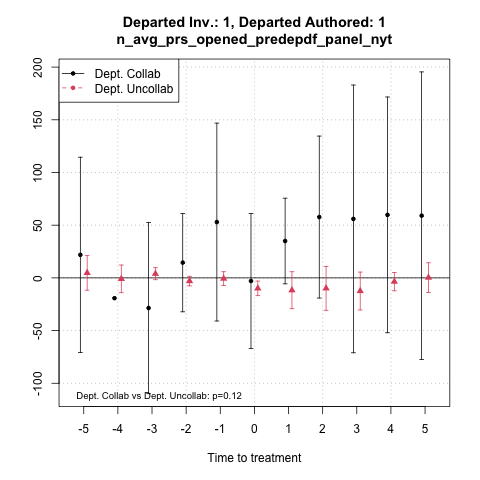 Departed Inv.: 1, Departed Authored: 1
n_avg_prs_opened_predepdf_panel_nyt
Dept. Collab
Dept. Uncollab
200
150
100
50
0
-50
-100
Dept. Collab vs Dept. Uncollab: p=0.12
-5 -4 -3 -2 -1 0 1 2 3 4 5
Time to treatment